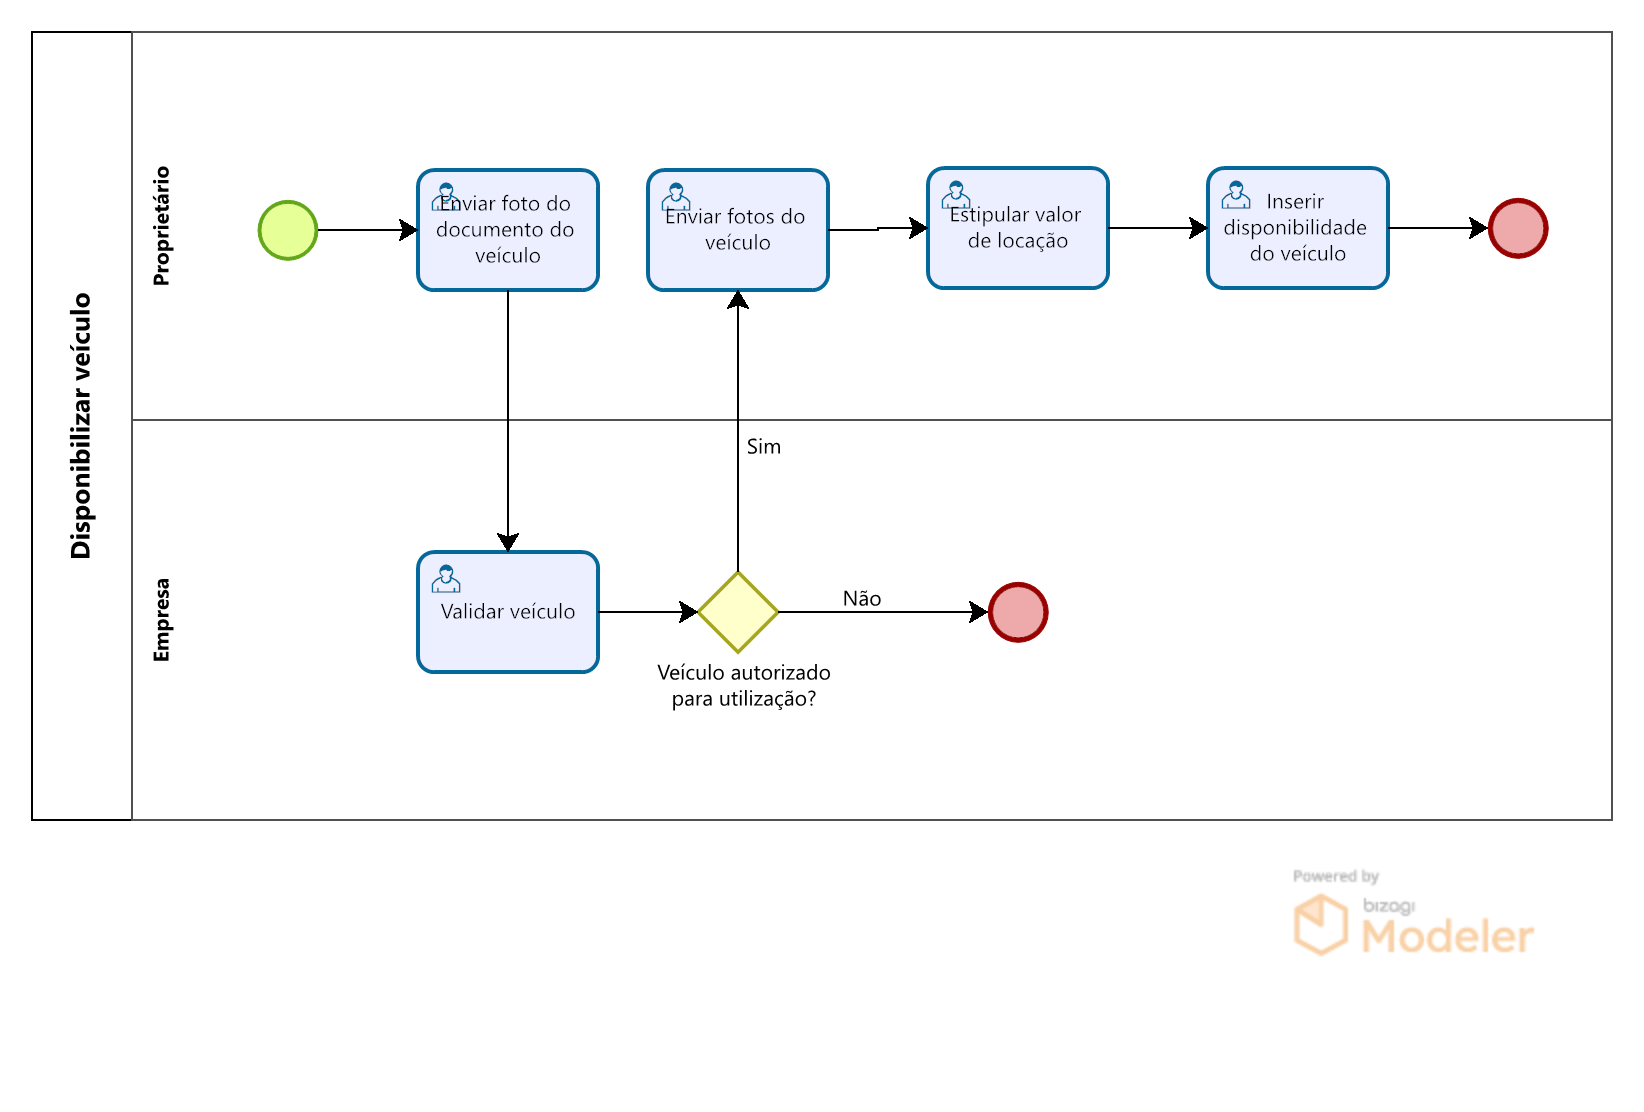 Disponibilizar veículo
Proprietário
Enviar foto do
documento do
veículo
Enviar fotos do
veículo
Estipular valor
de locação
Inserir
disponibilidade
do veículo
Sim
Empresa
Validar veículo
Não
Veículo autorizado
para utilização?
Powered by
bizagi
Modeler